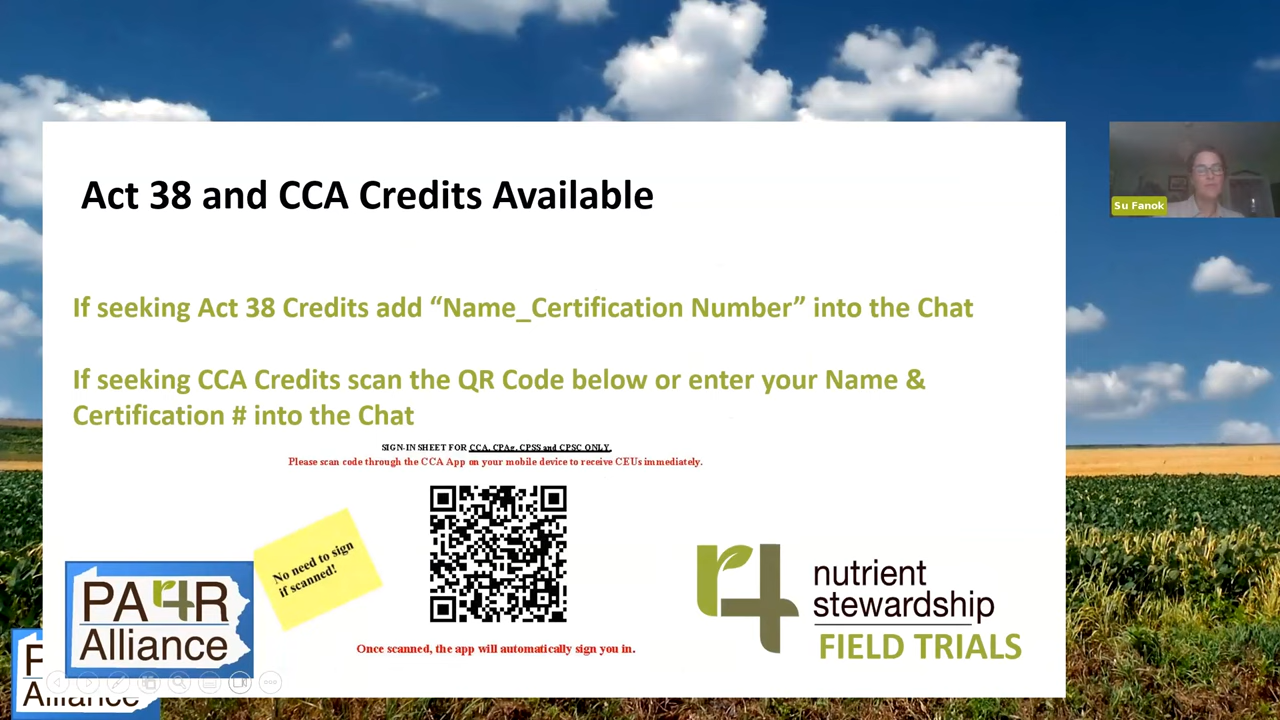 Act 38 and CCA Credits Available
Su Fanok
If seeking Act 38 Credits add “Name_Certification Number” into the Chat
If seeking CCA Credits scan the QR Code below or enter your Name &
Certification # into the Chat
SIGN-IN SHEET FOR CCA, CPAg, CPSS and CPSC ONLY.
Please scan code through the CCA App on your mobile device to receive CEUs immediately.
No need to sign
if scanned!
PA 4R
Alliance
nutrient
stewardship
FIELD TRIALS
Once scanned, the app will automatically sign you in.
Alliance